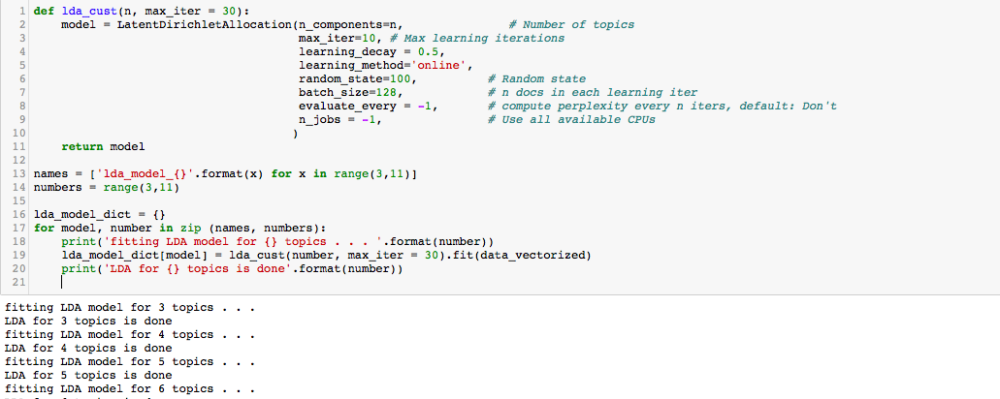 1 def lda_cust(n, max_iter = 30):
2     model = LatentDirichletAllocation(n_components=n,               # Number of topics
3                                       max_iter=10, # Max learning iterations
4                                       learning_decay = 0.5,
5                                       learning_method='online',
6                                       random_state=100,          # Random state
7                                       batch_size=128,            # n docs in each learning iter
8                                       evaluate_every = -1,       # compute perplexity every n iters, default: Don't
9                                       n_jobs = -1,               # Use all available CPUs
10                                      )
11     return model
12
13 names = ['lda_model_{}'.format(x) for x in range(3,11)]
14 numbers = range(3,11)
15
16 lda_model_dict = {}
17 for model, number in zip (names, numbers):
18     print('fitting LDA model for {} topics . . . '.format(number))
19     lda_model_dict[model] = lda_cust(number, max_iter = 30).fit(data_vectorized)
20     print('LDA for {} topics is done'.format(number))
21
fitting LDA model for 3 topics . . .
LDA for 3 topics is done
fitting LDA model for 4 topics . . .
LDA for 4 topics is done
fitting LDA model for 5 topics . . .
LDA for 5 topics is done
fitting LDA model for 6 topics . . .